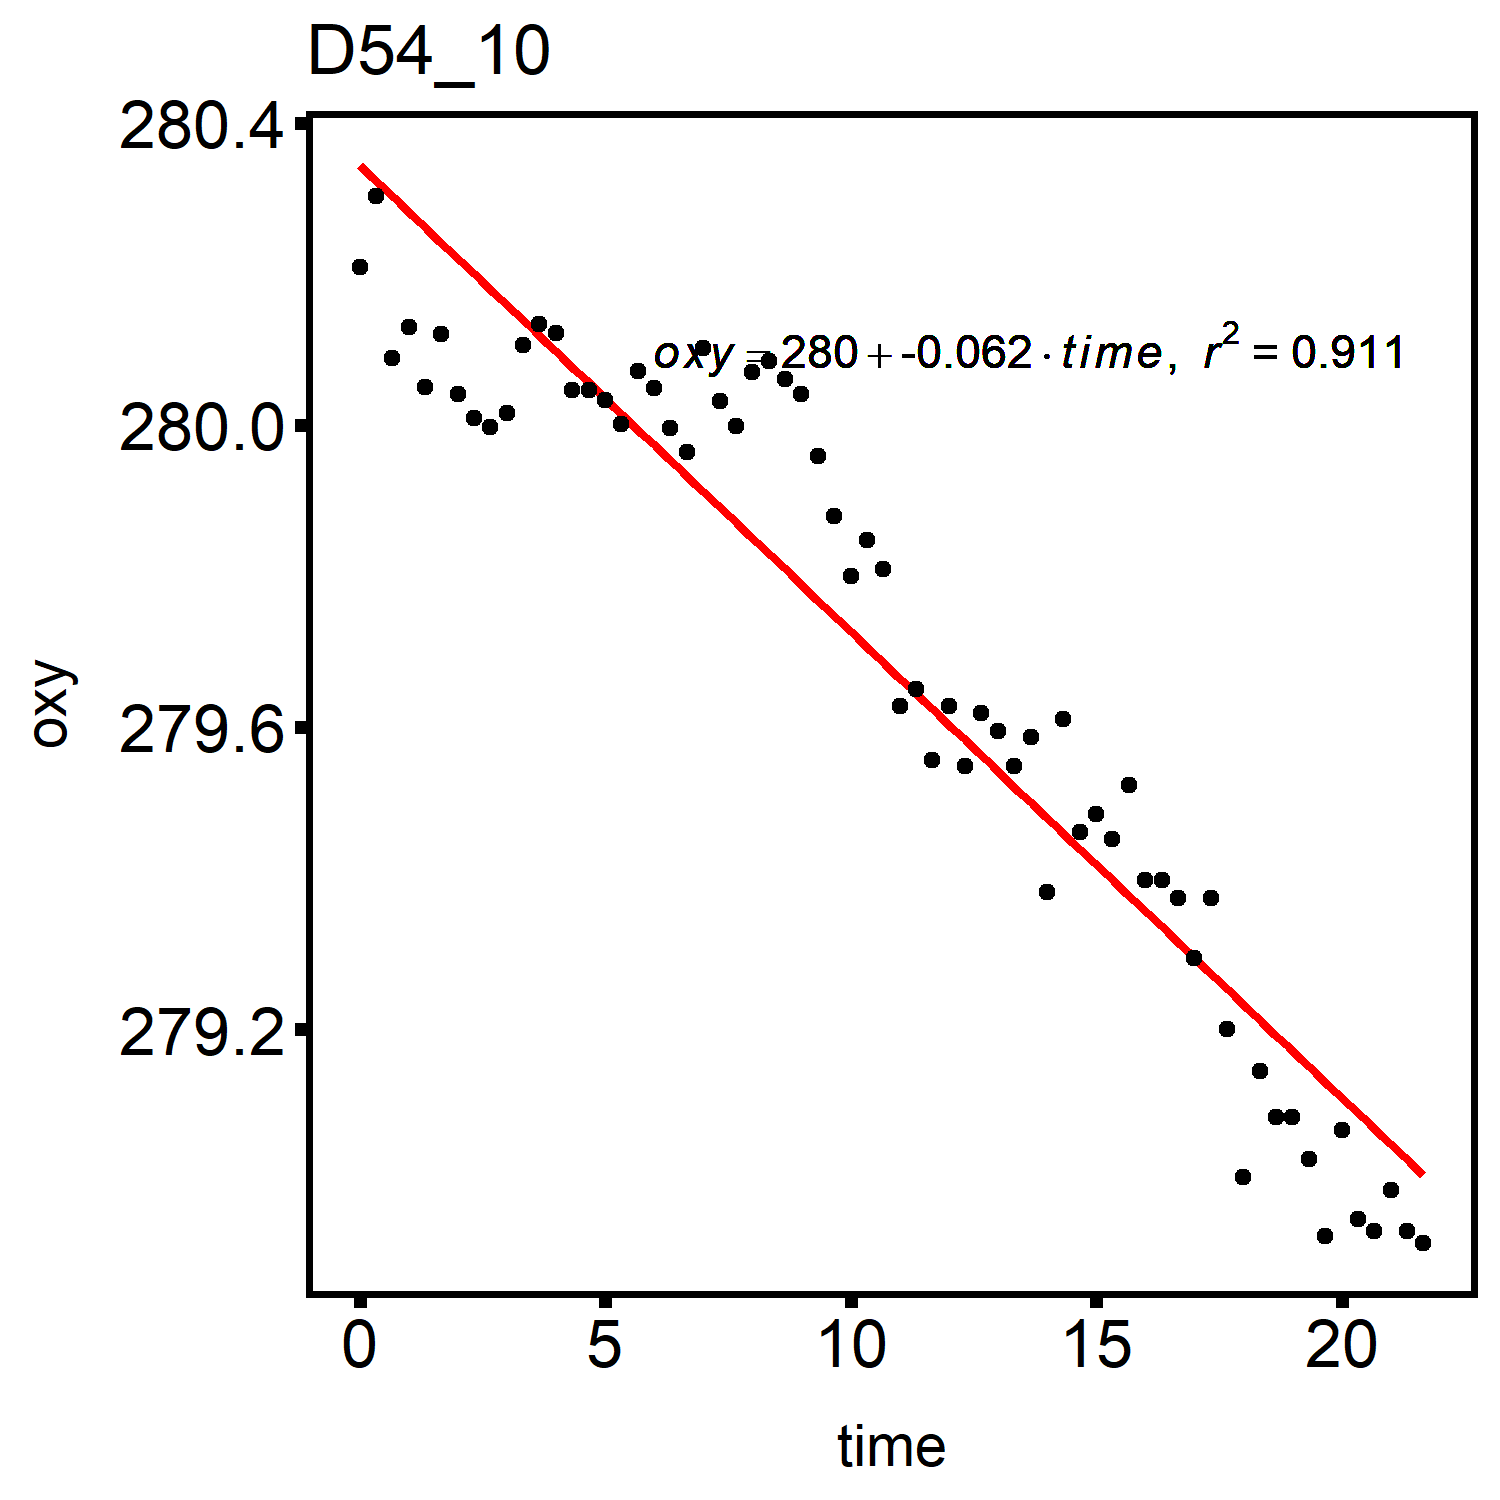 D54_10
280.4
280.0
279.6
279.2
oxy
oxy = 280 + -0.062 · time, r² = 0.911
0 5 10 15 20
time